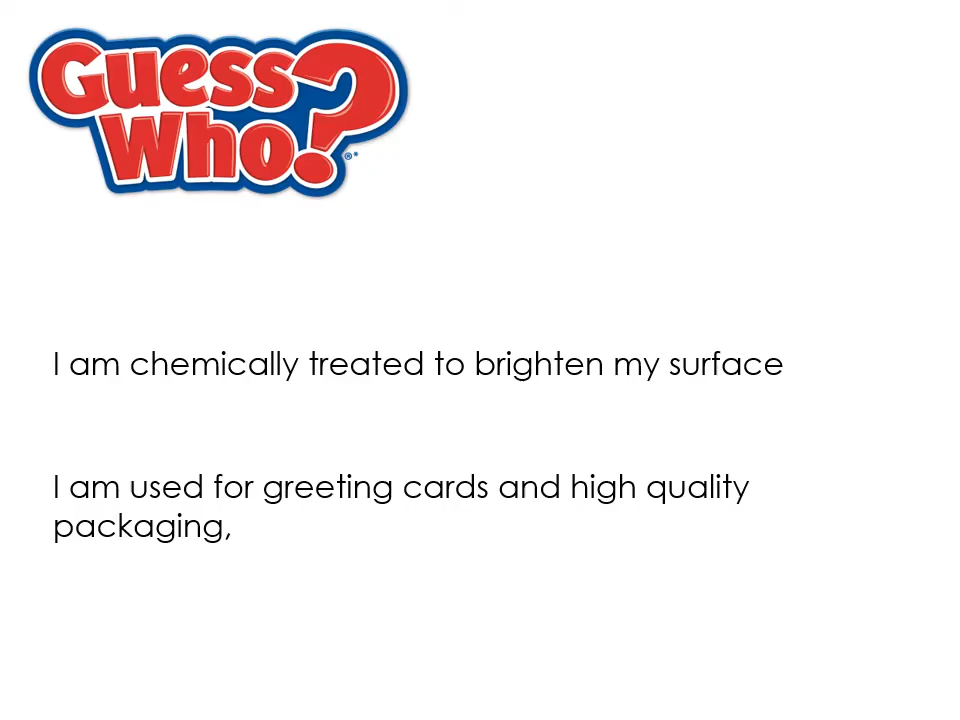 Guess
Who?
®*
I am chemically treated to brighten my surface
I am used for greeting cards and high quality
packaging,